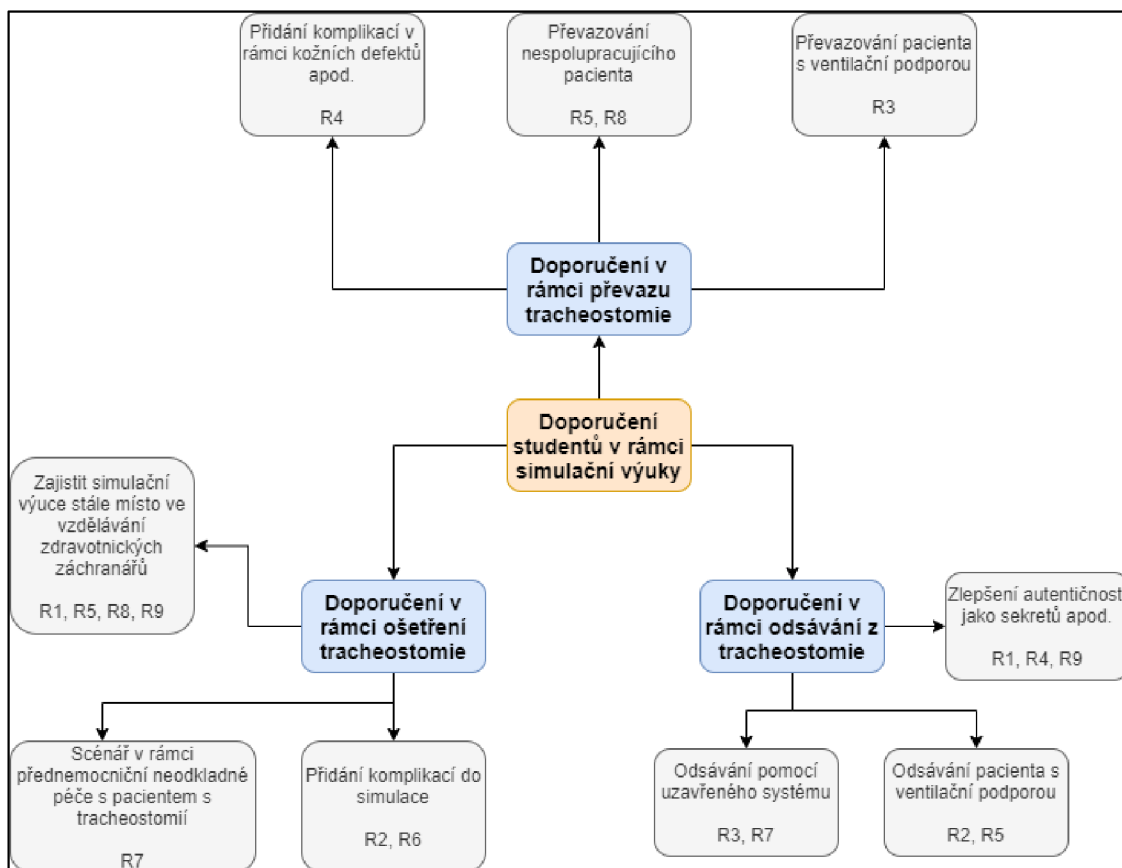 Přidání komplikací v
rámci kožních defektů
apod.
R4
Převazování
nespolupracujícího
pacienta
R5, R8
Převazování pacienta
s ventilační podporou
R3
Doporučení v
rámci převazu
tracheostomie
Doporučení
studentů v rámci
simulační výuky
Zajistit simulační
výuce stále místo ve
vzdělávání
zdravotnických
záchranářů
R1, R5, R8, R9
Doporučení v
rámci ošetření
tracheostomie
Doporučení v
rámci odsávání z
tracheostomie
Zlepšení autentičnost
jako sekretů apod.
R1, R4, R9
Scénář v rámci
přednemocniční neodkladné
péče s pacientem s
tracheostomií
R7
Přidání komplikací do
simulace
R2, R6
Odsávání pomocí
uzavřeného systému
R3, R7
Odsávání pacienta s
ventilační podporou
R2, R5